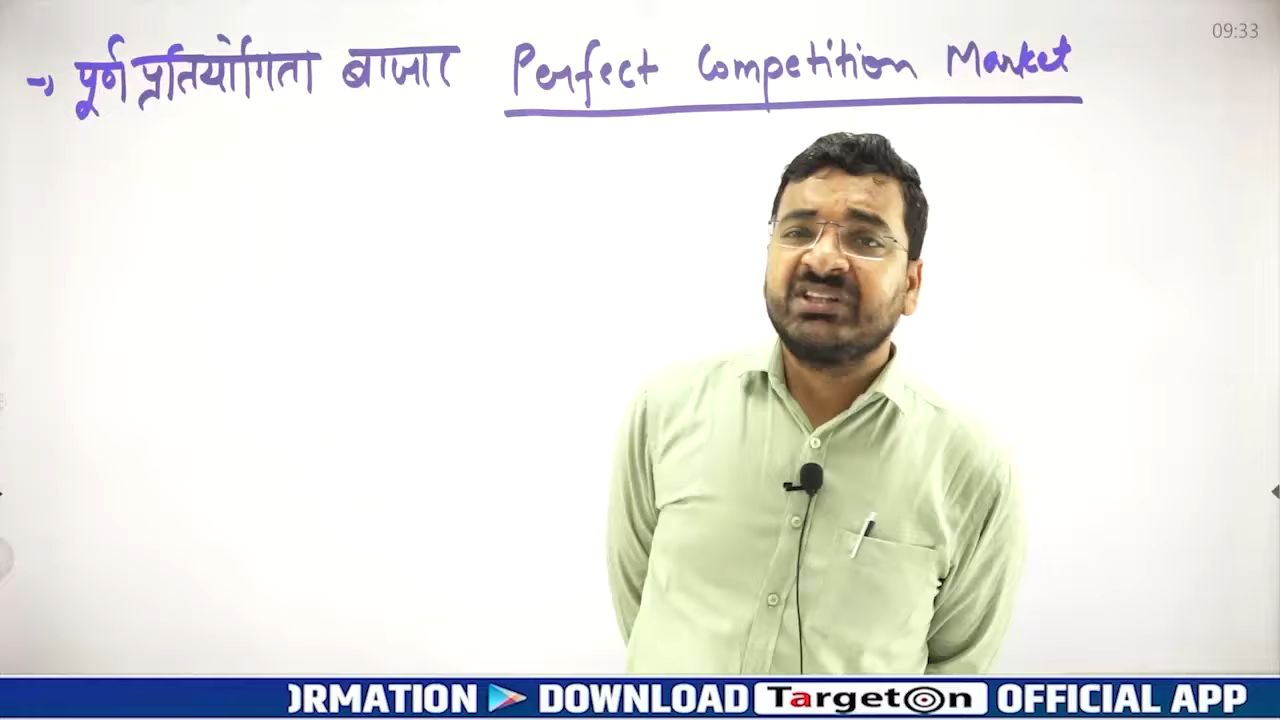 09:33
→ पूर्ण प्रतियोगिता बाजार Perfect Competition Market
ORMATION DOWNLOAD TargetOn OFFICIAL APP